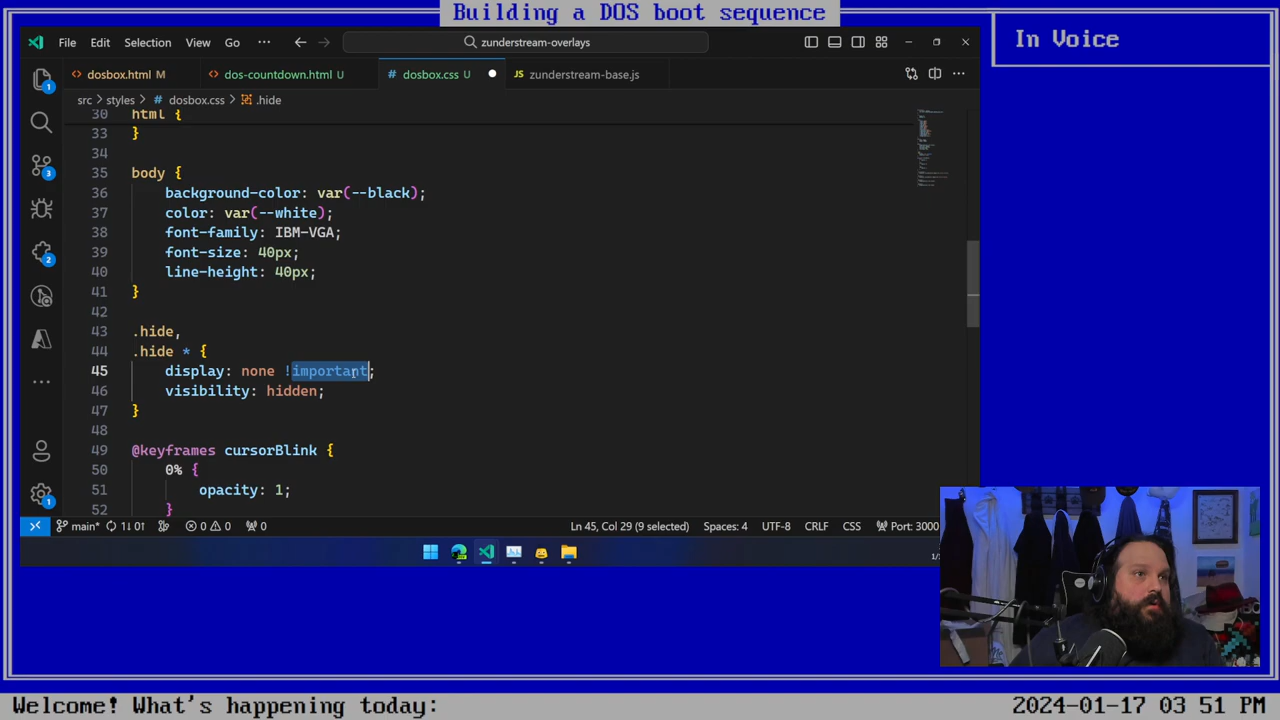 Building a DOS boot sequence
In Voice
File Edit Selection View Go ··· zunderstream-overlays
dosbox.html M dos-countdown.html U dosbox.css U zunderstream-base.js
src > styles > dosbox.css > .hide
30 html {
33 }
34
35 body {
36 background-color: var(--black);
37 color: var(--white);
38 font-family: IBM-VGA;
39 font-size: 40px;
40 line-height: 40px;
41 }
42
43 .hide,
44 .hide * {
45 display: none !important;
46 visibility: hidden;
47 }
48
49 @keyframes cursorBlink {
50 0% {
51 opacity: 1;
52 }
main* 0 0 0 Ln 45, Col 29 (9 selected) Spaces: 4 UTF-8 CRLF CSS Port: 3000
Welcome! What's happening today: 2024-01-17 03 51 PM